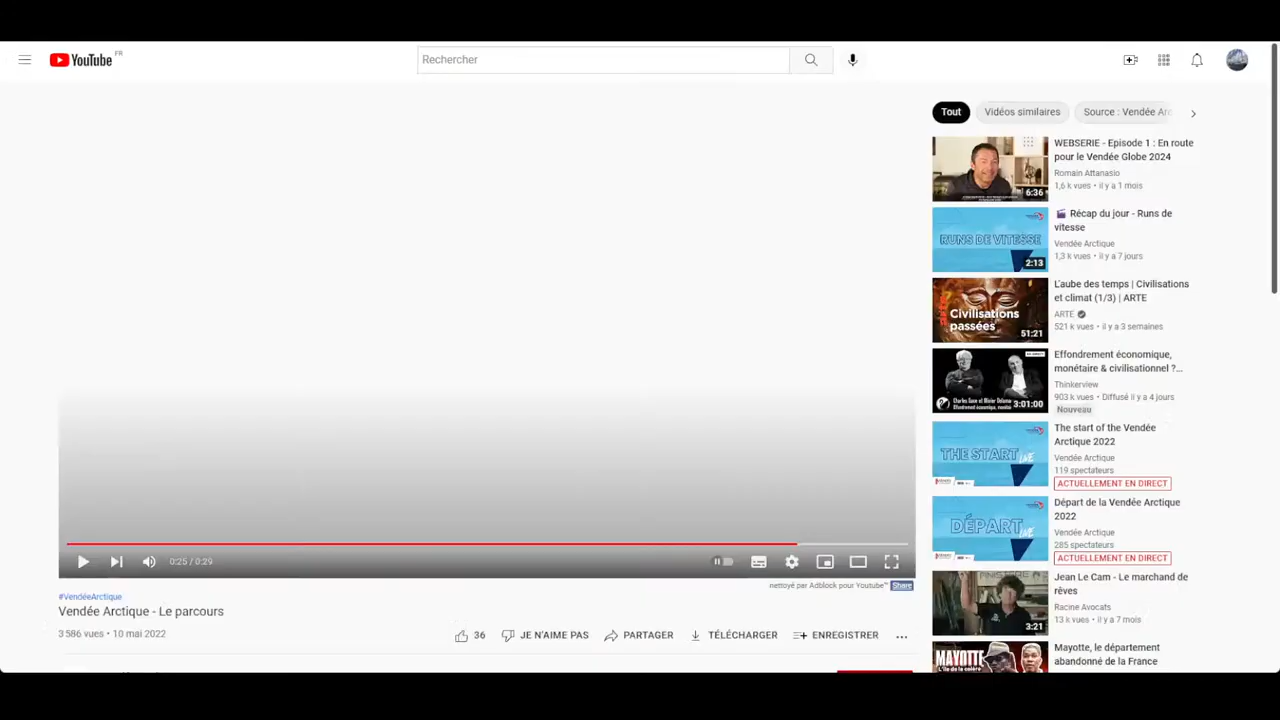 YouTube FR
Rechercher
Tout
Vidéos similaires
Source : Vendée Arc
WEBSERIE - Episode 1 : En route
pour le Vendée Globe 2024
Romain Attanasio
1,6 k vues • il y a 1 mois
6:36
Récap du jour - Runs de
vitesse
Vendée Arctique
1,3 k vues • il y a 7 jours
RUNS DE VITESSE
2:13
L'aube des temps | Civilisations
et climat (1/3) | ARTE
ARTE
521 k vues • il y a 3 semaines
Civilisations
passées
51:21
Effondrement économique,
monétaire & civilisationnel ?...
Thinkerview
903 k vues • Diffusé il y a 4 jours
Nouveau
3:01:00
The start of the Vendée
Arctique 2022
Vendée Arctique
119 spectateurs
ACTUELLEMENT EN DIRECT
THE START LIVE
Départ de la Vendée Arctique
2022
Vendée Arctique
285 spectateurs
ACTUELLEMENT EN DIRECT
DÉPART LIVE
Jean Le Cam - Le marchand de
rêves
Racine Avocats
13 k vues • il y a 7 mois
3:21
Mayotte, le département
abandonné de la France
MAYOTTE
0:25 / 0:29
nettoyé par Adblock pour Youtube™ Share
#VendéeArctique
Vendée Arctique - Le parcours
3 586 vues • 10 mai 2022
36
JE N'AIME PAS
PARTAGER
TÉLÉCHARGER
ENREGISTRER